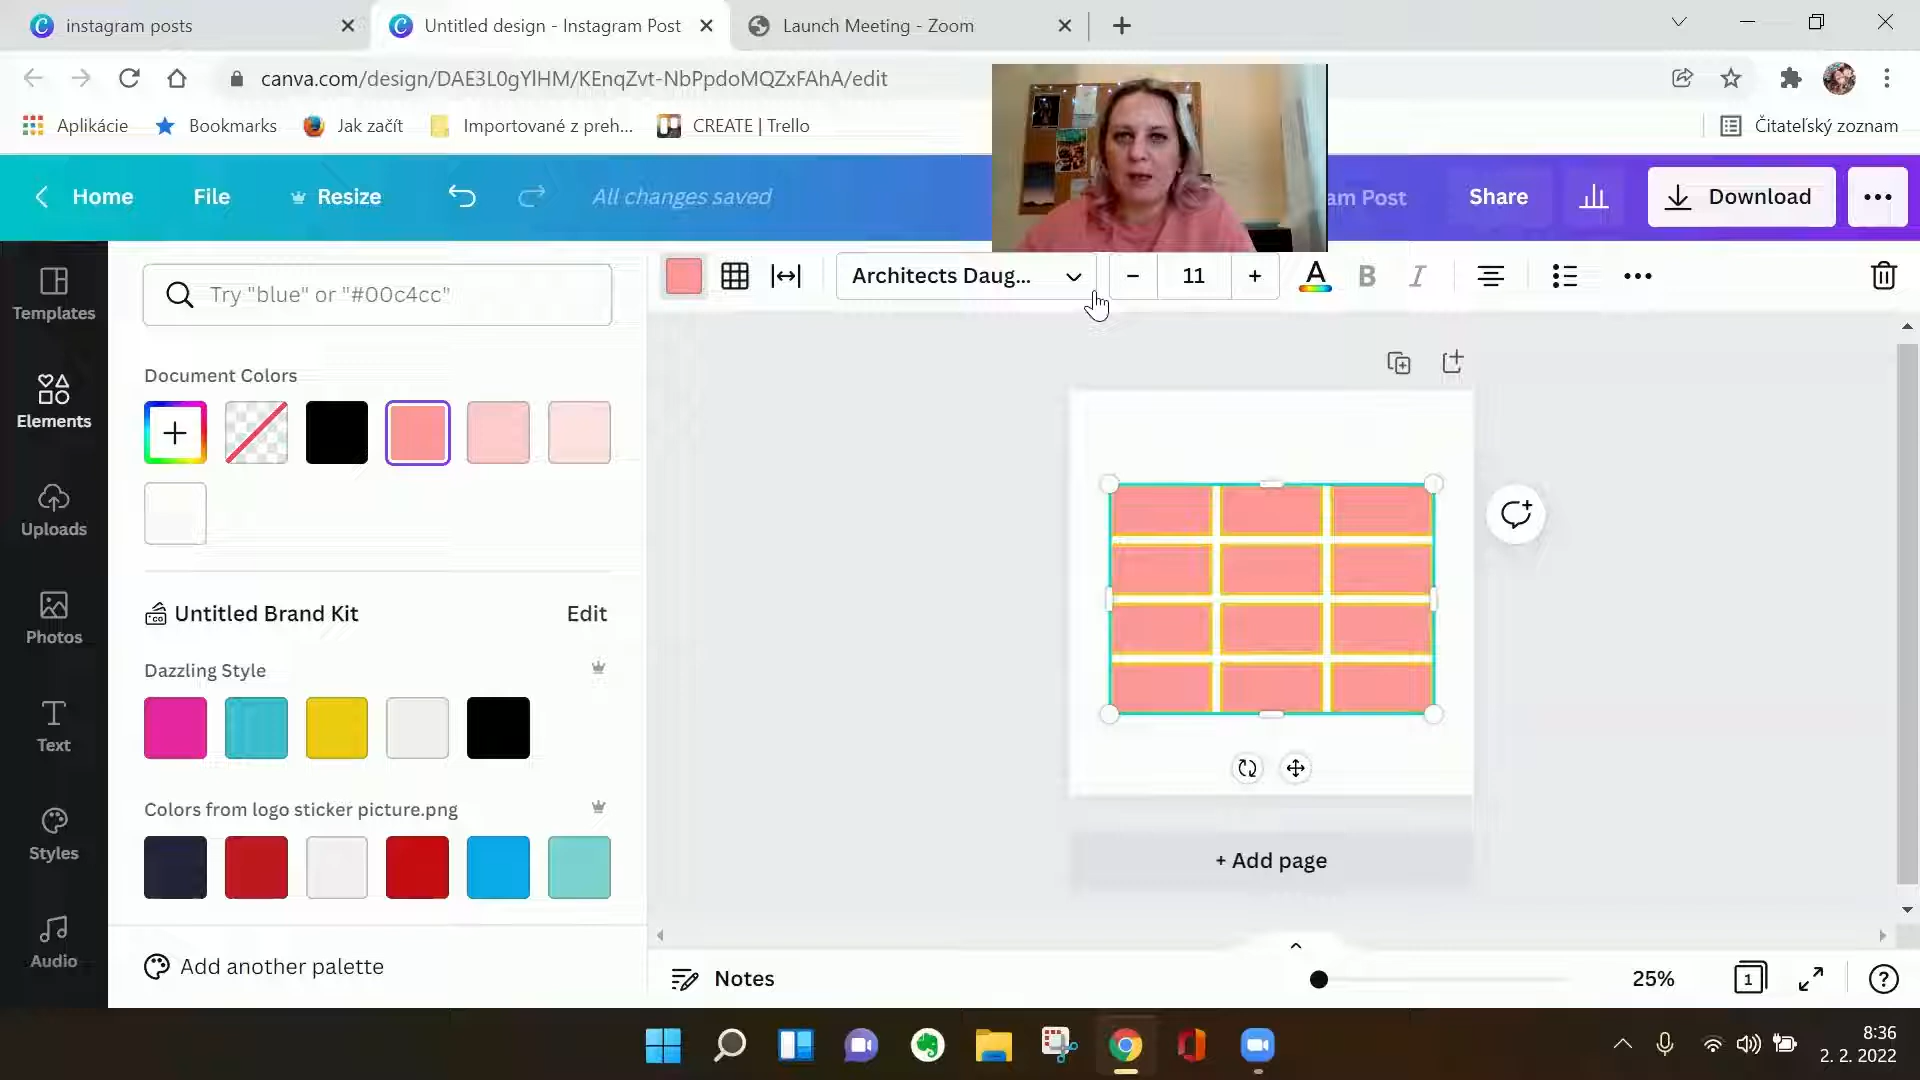 instagram posts
Untitled design - Instagram Post
Launch Meeting - Zoom
canva.com/design/DAE3L0gYlHM/KEnqZvt-NbPpdoMQZxFAhA/edit
Aplikácie
Bookmarks
Jak začít
Importované z preh...
CREATE | Trello
Čitateľský zoznam
Home
File
Resize
All changes saved
am Post
Share
Download
Templates
Elements
Uploads
Photos
Text
Styles
Audio
Try "blue" or "#00c4cc"
Architects Daug...
11
A
B
I
Document Colors
Untitled Brand Kit
Edit
Dazzling Style
Colors from logo sticker picture.png
Add another palette
+ Add page
Notes
25%
1
8:36
2. 2. 2022